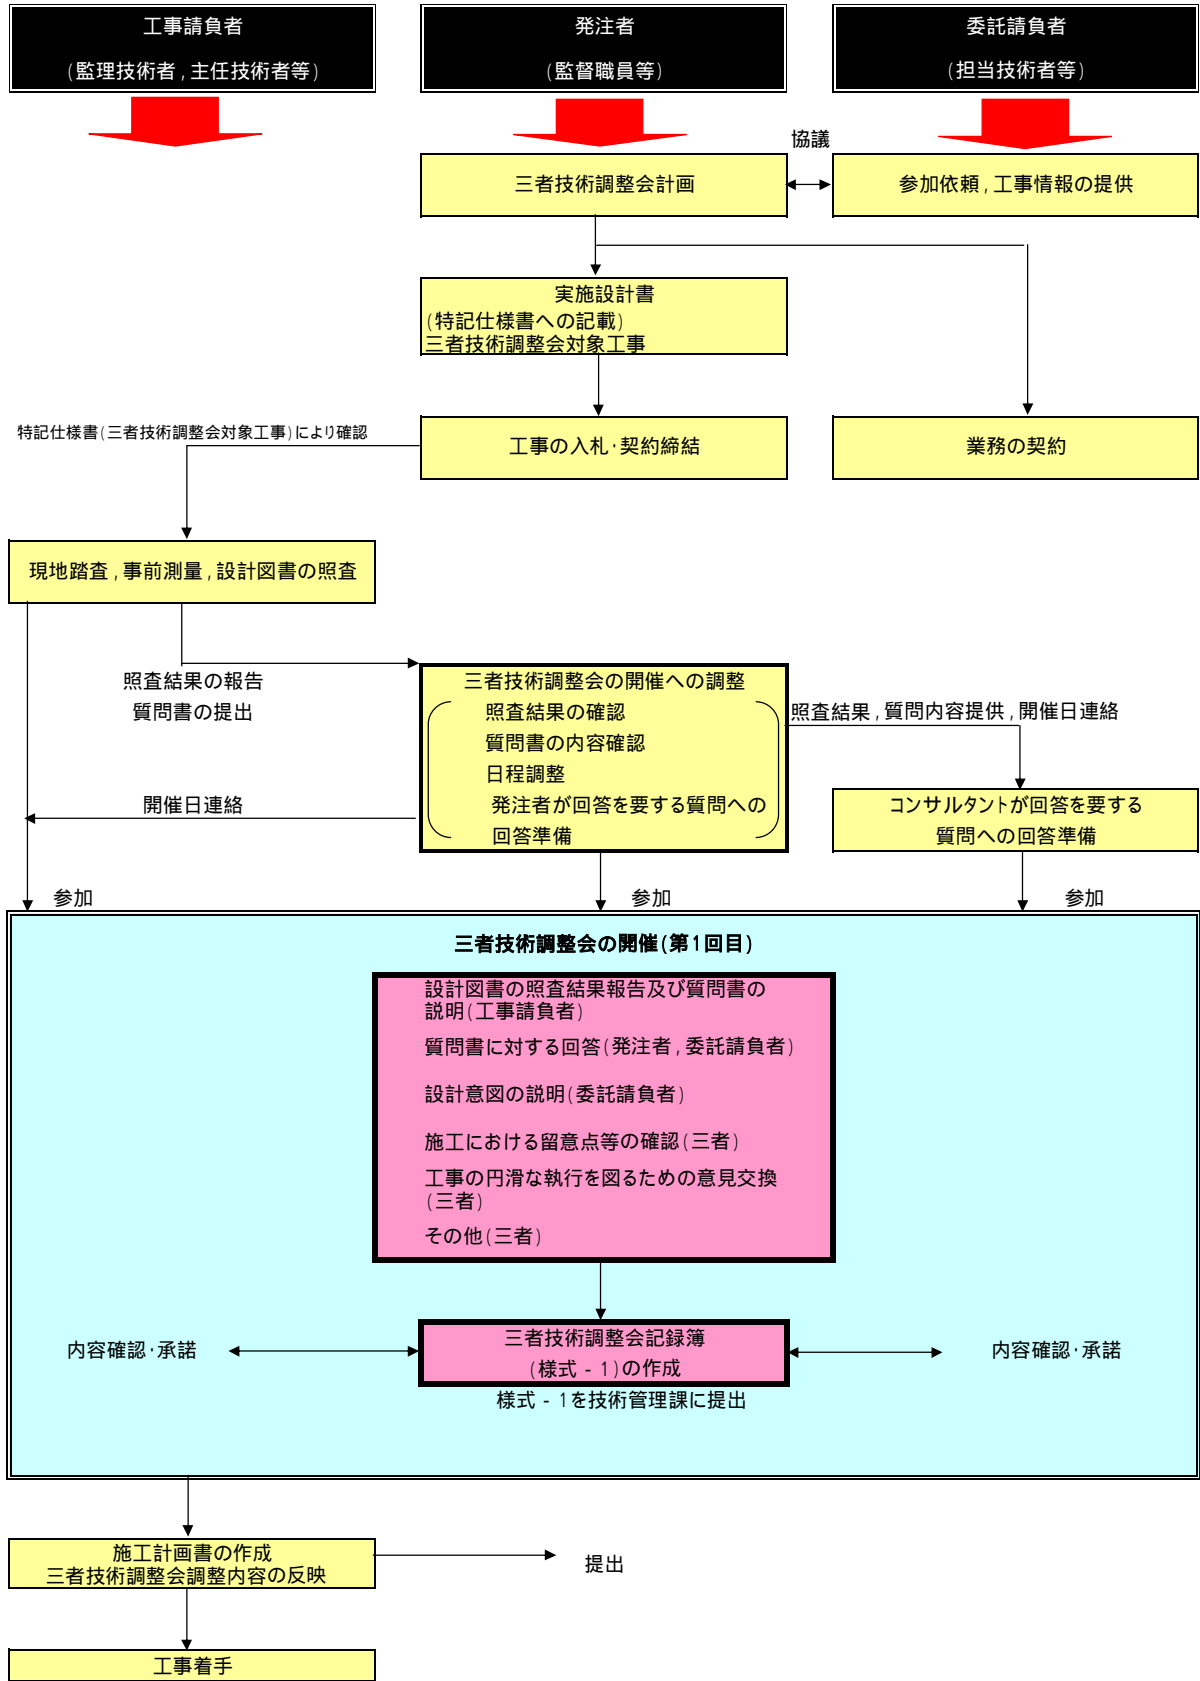 工事請負者
(監理技術者,主任技術者等)
発注者
(監督職員等)
委託請負者
(担当技術者等)
協議
三者技術調整会計画
参加依頼,工事情報の提供
実施設計書
(特記仕様書への記載)
三者技術調整会対象工事
特記仕様書(三者技術調整会対象工事)により確認
工事の入札・契約締結
業務の契約
現地踏査,事前測量,設計図書の照査
照査結果の報告
質問書の提出
三者技術調整会の開催への調整
照査結果の確認
質問書の内容確認
日程調整
発注者が回答を要する質問への
回答準備
照査結果,質問内容提供,開催日連絡
開催日連絡
コンサルタントが回答を要する
質問への回答準備
参加
参加
参加
三者技術調整会の開催(第1回目)
設計図書の照査結果報告及び質問書の
説明(工事請負者)
質問書に対する回答(発注者,委託請負者)
設計意図の説明(委託請負者)
施工における留意点等の確認(三者)
工事の円滑な執行を図るための意見交換
(三者)
その他(三者)
内容確認・承諾
三者技術調整会記録簿
(様式-1)の作成
内容確認・承諾
様式-1を技術管理課に提出
施工計画書の作成
三者技術調整会調整内容の反映
提出
工事着手